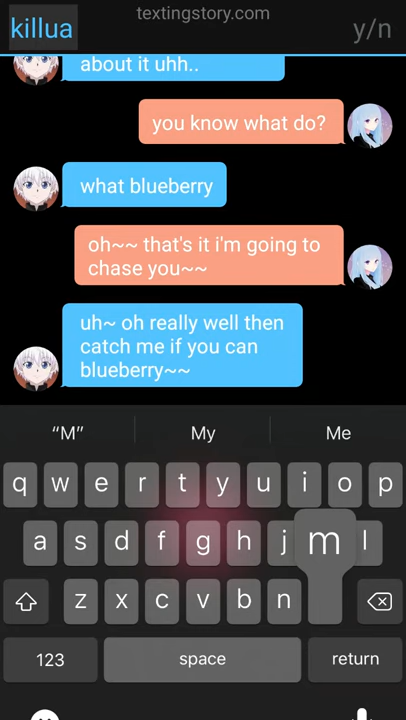 textingstory.com
killua
y/n
about it uhh..
you know what do?
what blueberry
oh~~ that's it i'm going to
chase you~~
uh~ oh really well then
catch me if you can
blueberry~~
“M” My Me
q w e r t y u i o p
a s d f g h j m l
z x c v b n
123 space return